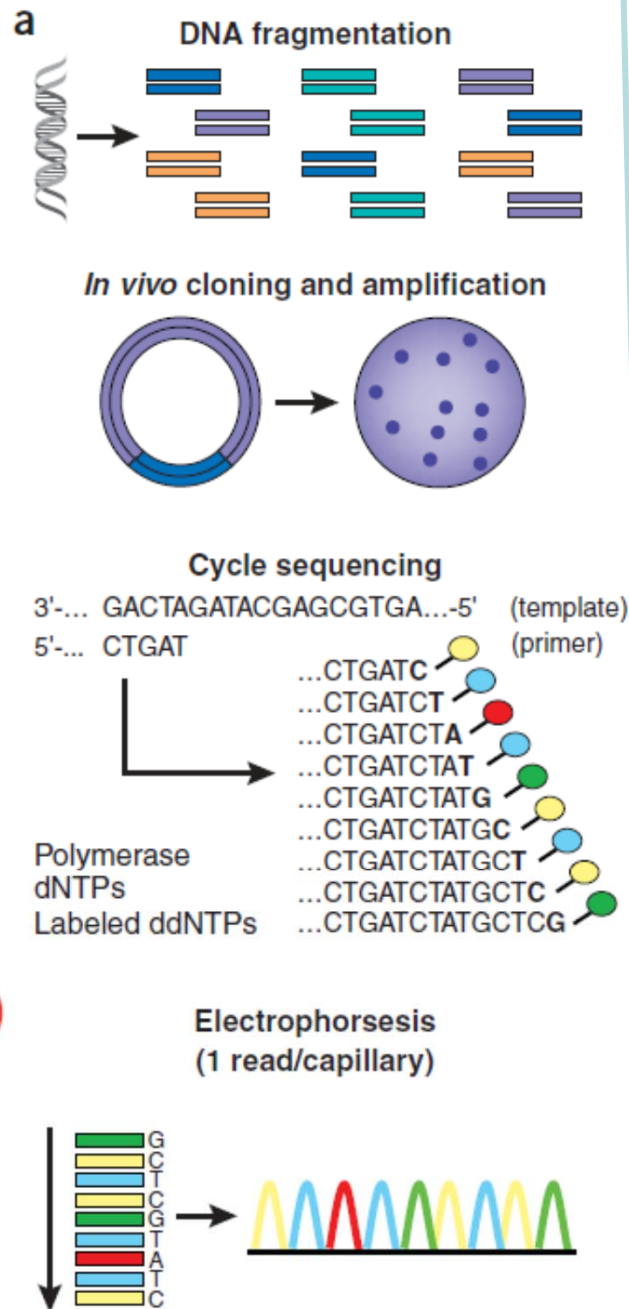 a
DNA fragmentation
In vivo cloning and amplification
Cycle sequencing
3'-... GACTAGATACGAGCGTGA...-5' (template)
5'-... CTGAT (primer)
...CTGATC
...CTGATCT
...CTGATCTA
...CTGATCTAT
...CTGATCTATG
...CTGATCTATGC
...CTGATCTATGCT
...CTGATCTATGCTC
...CTGATCTATGCTCG
Polymerase
dNTPs
Labeled ddNTPs
Electrophorsesis
(1 read/capillary)
G
C
T
C
G
T
A
T
C